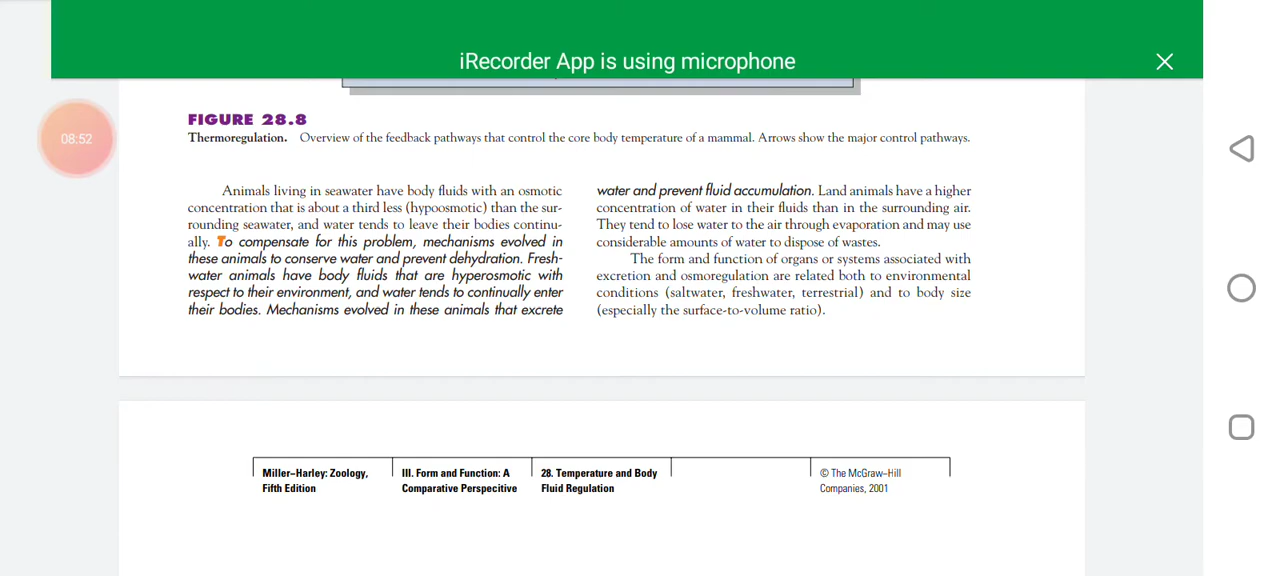 iRecorder App is using microphone
08:52
FIGURE 28.8
Thermoregulation. Overview of the feedback pathways that control the core body temperature of a mammal. Arrows show the major control pathways.
Animals living in seawater have body fluids with an osmotic
concentration that is about a third less (hypoosmotic) than the sur-
rounding seawater, and water tends to leave their bodies continu-
ally. To compensate for this problem, mechanisms evolved in
these animals to conserve water and prevent dehydration. Fresh-
water animals have body fluids that are hyperosmotic with
respect to their environment, and water tends to continually enter
their bodies. Mechanisms evolved in these animals that excrete
water and prevent fluid accumulation. Land animals have a higher
concentration of water in their fluids than in the surrounding air.
They tend to lose water to the air through evaporation and may use
considerable amounts of water to dispose of wastes.
The form and function of organs or systems associated with
excretion and osmoregulation are related both to environmental
conditions (saltwater, freshwater, terrestrial) and to body size
(especially the surface-to-volume ratio).
Miller–Harley: Zoology,
Fifth Edition
III. Form and Function: A
Comparative Perspecitive
28. Temperature and Body
Fluid Regulation
© The McGraw–Hill
Companies, 2001